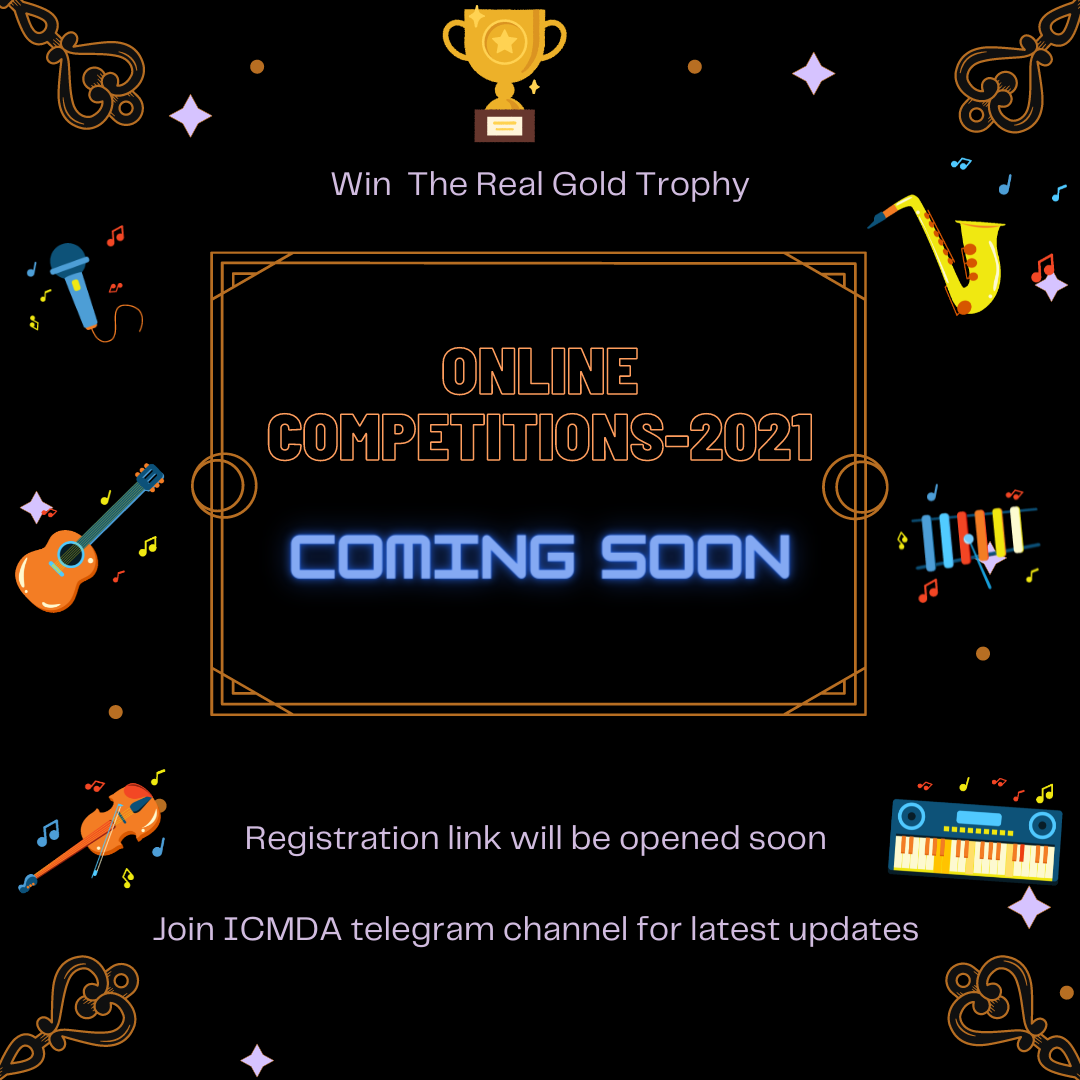 Win  The Real Gold Trophy
ONLINE
COMPETITIONS-2021
COMING SOON
Registration link will be opened soon
Join ICMDA telegram channel for latest updates